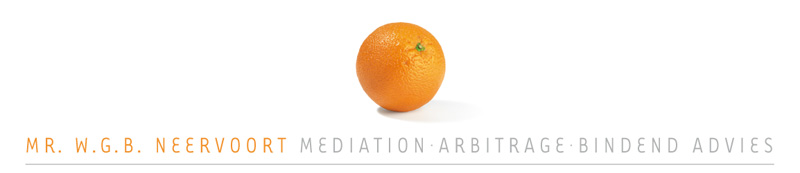 MR. W.G.B. NEERVOORT MEDIATION·ARBITRAGE·BINDEND ADVIES